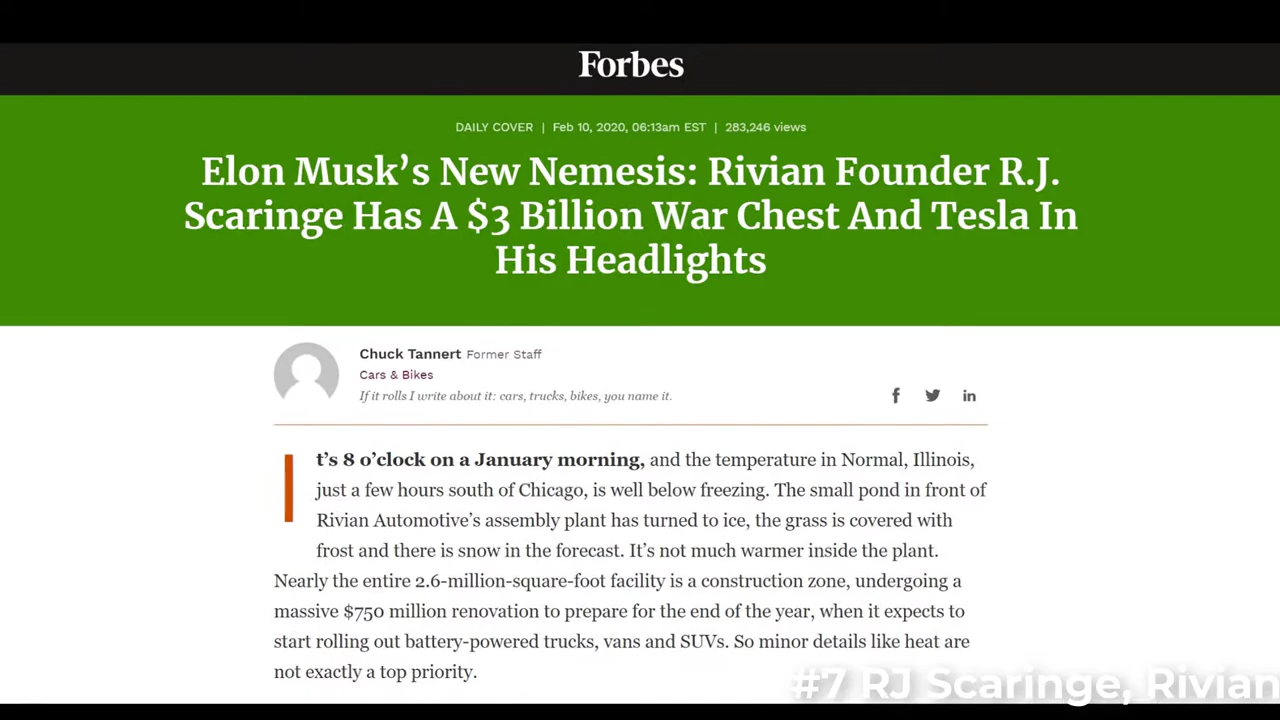 Forbes
DAILY COVER | Feb 10, 2020, 06:13am EST | 283,246 views
Elon Musk’s New Nemesis: Rivian Founder R.J.
Scaringe Has A $3 Billion War Chest And Tesla In
His Headlights
Chuck Tannert Former Staff
Cars & Bikes
If it rolls I write about it: cars, trucks, bikes, you name it.
It’s 8 o’clock on a January morning, and the temperature in Normal, Illinois,
just a few hours south of Chicago, is well below freezing. The small pond in front of
Rivian Automotive’s assembly plant has turned to ice, the grass is covered with
frost and there is snow in the forecast. It’s not much warmer inside the plant.
Nearly the entire 2.6-million-square-foot facility is a construction zone, undergoing a
massive $750 million renovation to prepare for the end of the year, when it expects to
start rolling out battery-powered trucks, vans and SUVs. So minor details like heat are
not exactly a top priority.
#7 RJ Scaringe, Rivian